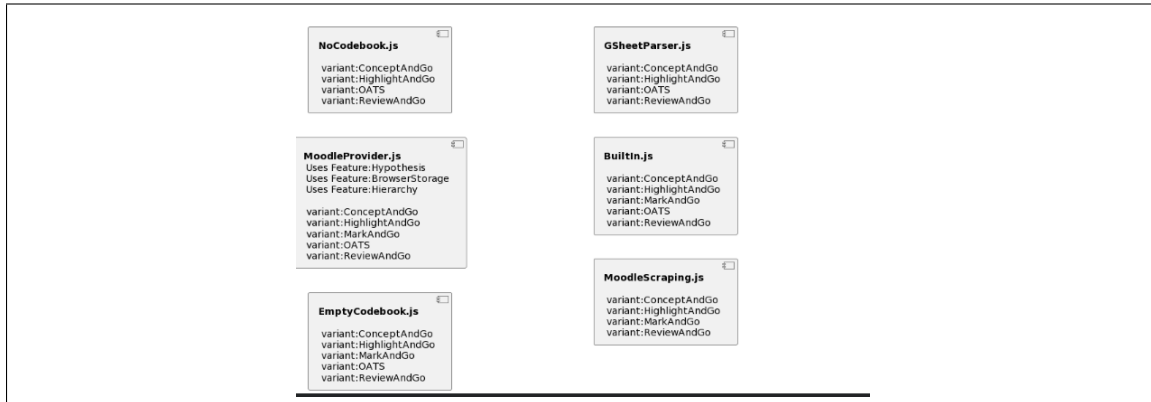 NoCodebook.js
variant:ConceptAndGo
variant:HighlightAndGo
variant:OATS
variant:ReviewAndGo
MoodleProvider.js
Uses Feature:Hypothesis
Uses Feature:BrowserStorage
Uses Feature:Hierarchy
variant:ConceptAndGo
variant:HighlightAndGo
variant:MarkAndGo
variant:OATS
variant:ReviewAndGo
EmptyCodebook.js
variant:ConceptAndGo
variant:HighlightAndGo
variant:MarkAndGo
variant:OATS
variant:ReviewAndGo
GSheetParser.js
variant:ConceptAndGo
variant:HighlightAndGo
variant:OATS
variant:ReviewAndGo
BuiltIn.js
variant:ConceptAndGo
variant:HighlightAndGo
variant:MarkAndGo
variant:OATS
variant:ReviewAndGo
MoodleScraping.js
variant:ConceptAndGo
variant:HighlightAndGo
variant:MarkAndGo
variant:ReviewAndGo